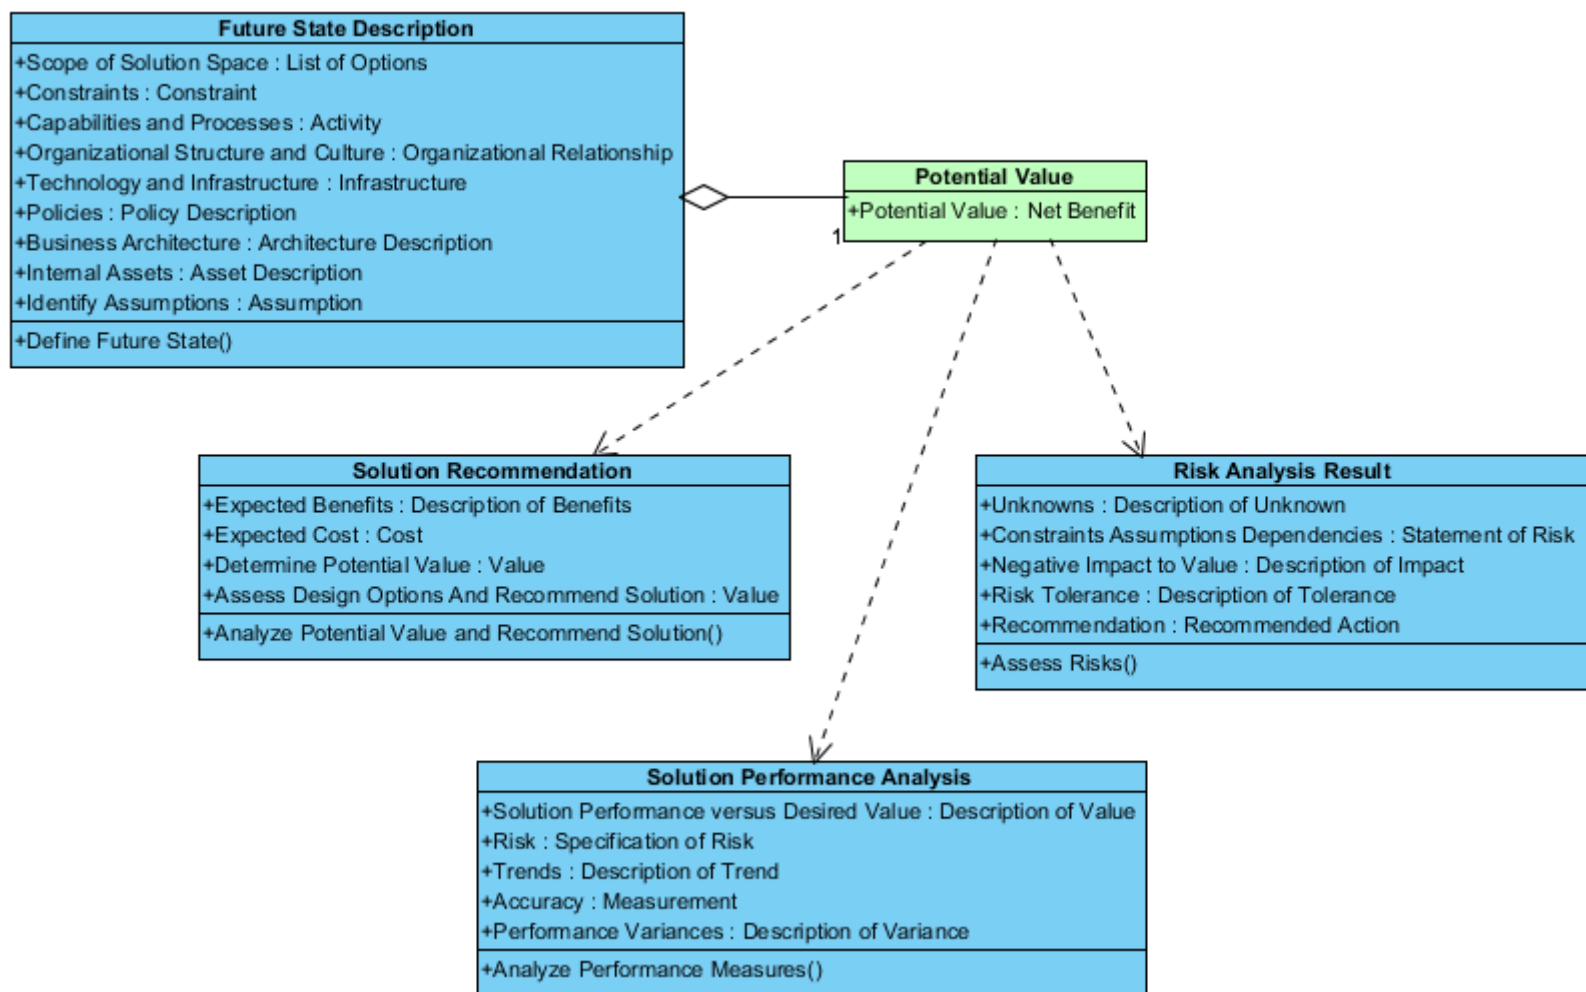 Future State Description
+Scope of Solution Space : List of Options
+Constraints : Constraint
+Capabilities and Processes : Activity
+Organizational Structure and Culture : Organizational Relationship
+Technology and Infrastructure : Infrastructure
+Policies : Policy Description
+Business Architecture : Architecture Description
+Internal Assets : Asset Description
+Identify Assumptions : Assumption
+Define Future State()
Potential Value
+Potential Value : Net Benefit
1
Solution Recommendation
+Expected Benefits : Description of Benefits
+Expected Cost : Cost
+Determine Potential Value : Value
+Assess Design Options And Recommend Solution : Value
+Analyze Potential Value and Recommend Solution()
Risk Analysis Result
+Unknowns : Description of Unknown
+Constraints Assumptions Dependencies : Statement of Risk
+Negative Impact to Value : Description of Impact
+Risk Tolerance : Description of Tolerance
+Recommendation : Recommended Action
+Assess Risks()
Solution Performance Analysis
+Solution Performance versus Desired Value : Description of Value
+Risk : Specification of Risk
+Trends : Description of Trend
+Accuracy : Measurement
+Performance Variances : Description of Variance
+Analyze Performance Measures()